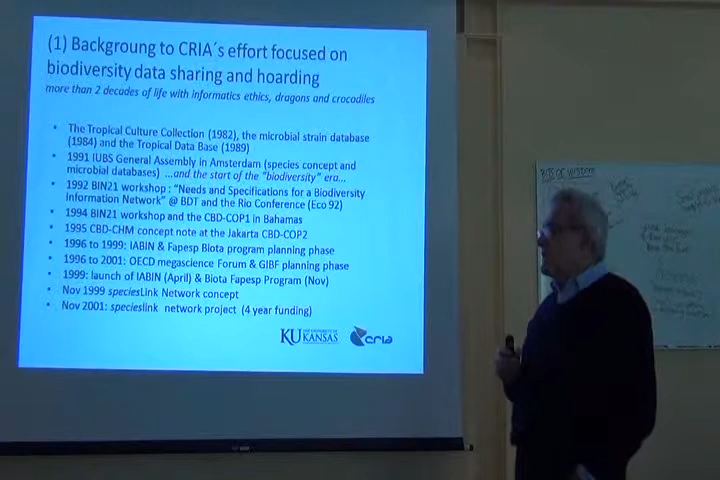 (1) Backgroung to CRIA´s effort focused on
biodiversity data sharing and hoarding
more than 2 decades of life with informatics ethics, dragons and crocodiles
• The Tropical Culture Collection (1982), the microbial strain database
(1984) and the Tropical Data Base (1989)
• 1991 IUBS General Assembly in Amsterdam (species concept and
microbial databases) ...and the start of the "biodiversity" era...
• 1992 BIN21 workshop : "Needs and Specifications for a Biodiversity
Information Network" @ BDT and the Rio Conference (Eco 92)
• 1994 BIN21 workshop and the CBD-COP1 in Bahamas
• 1995 CBD-CHM concept note at the Jakarta CBD-COP2
• 1996 to 1999: IABIN & Fapesp Biota program planning phase
• 1996 to 2001: OECD megascience Forum & GIBF planning phase
• 1999: launch of IABIN (April) & Biota Fapesp Program (Nov)
• Nov 1999 speciesLink Network concept
• Nov 2001: specieslink network project (4 year funding)
KU THE UNIVERSITY OF KANSAS
cria